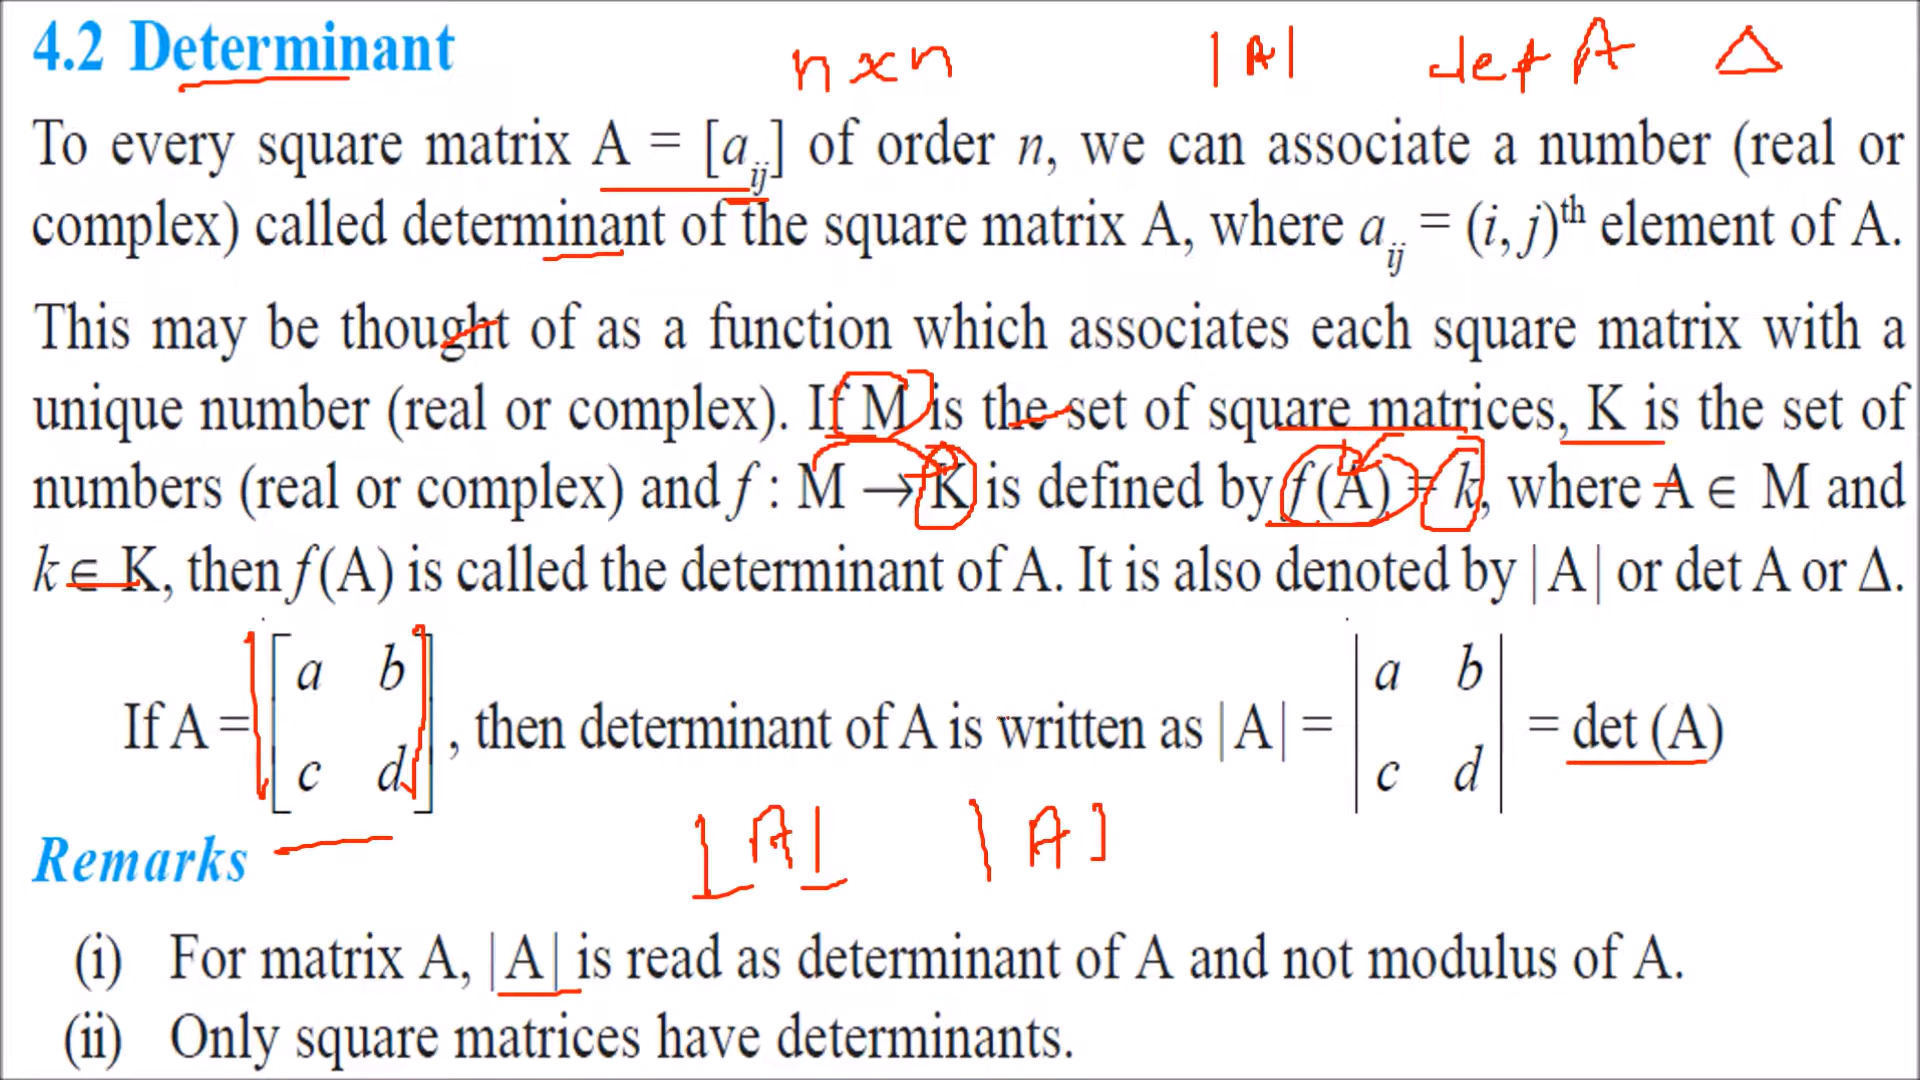 4.2 Determinant
n x n |A| det A Δ
To every square matrix A = [aij] of order n, we can associate a number (real or
complex) called determinant of the square matrix A, where aij = (i, j)th element of A.
This may be thought of as a function which associates each square matrix with a
unique number (real or complex). If M is the set of square matrices, K is the set of
numbers (real or complex) and f : M → K is defined by f (A) = k, where A ∈ M and
k ∈ K, then f (A) is called the determinant of A. It is also denoted by | A | or det A or Δ.
a b a b
If A = [ ], then determinant of A is written as | A | = | | = det (A)
c d c d
|A| |A]
Remarks
(i) For matrix A, | A | is read as determinant of A and not modulus of A.
(ii) Only square matrices have determinants.